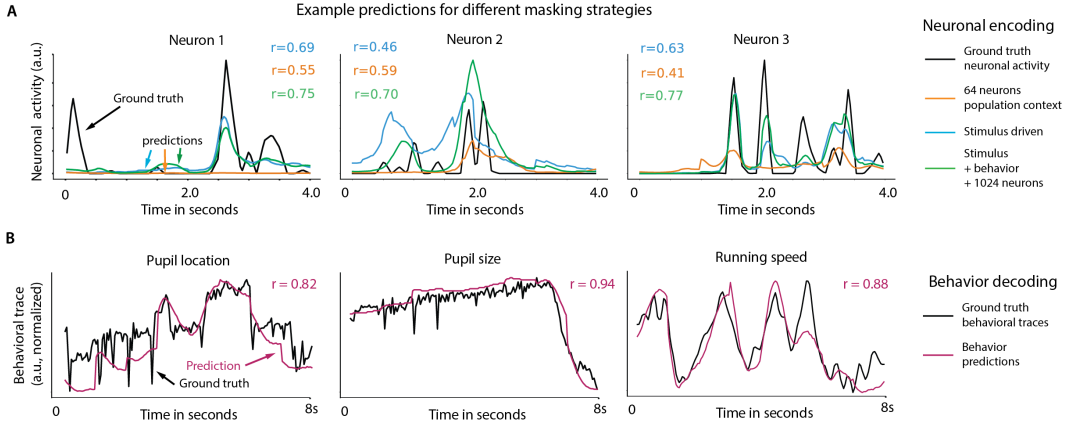 A
Example predictions for different masking strategies
Neuronal activity (a.u.)
Neuron 1
r=0.69
r=0.55
r=0.75
Ground truth
predictions
0
2.0
4.0
Time in seconds
Neuron 2
r=0.46
r=0.59
r=0.70
0
2.0
4.0
Time in seconds
Neuron 3
r=0.63
r=0.41
r=0.77
0
2.0
4.0
Time in seconds
Neuronal encoding
Ground truth
neuronal activity
64 neurons
population context
Stimulus driven
Stimulus
+ behavior
+ 1024 neurons
B
Behavioral trace
(a.u, normalized)
Pupil location
r = 0.82
Prediction
Ground truth
0
8s
Time in seconds
Pupil size
r = 0.94
0
8s
Time in seconds
Running speed
r = 0.88
0
8s
Time in seconds
Behavior decoding
Ground truth
behavioral traces
Behavior
predictions